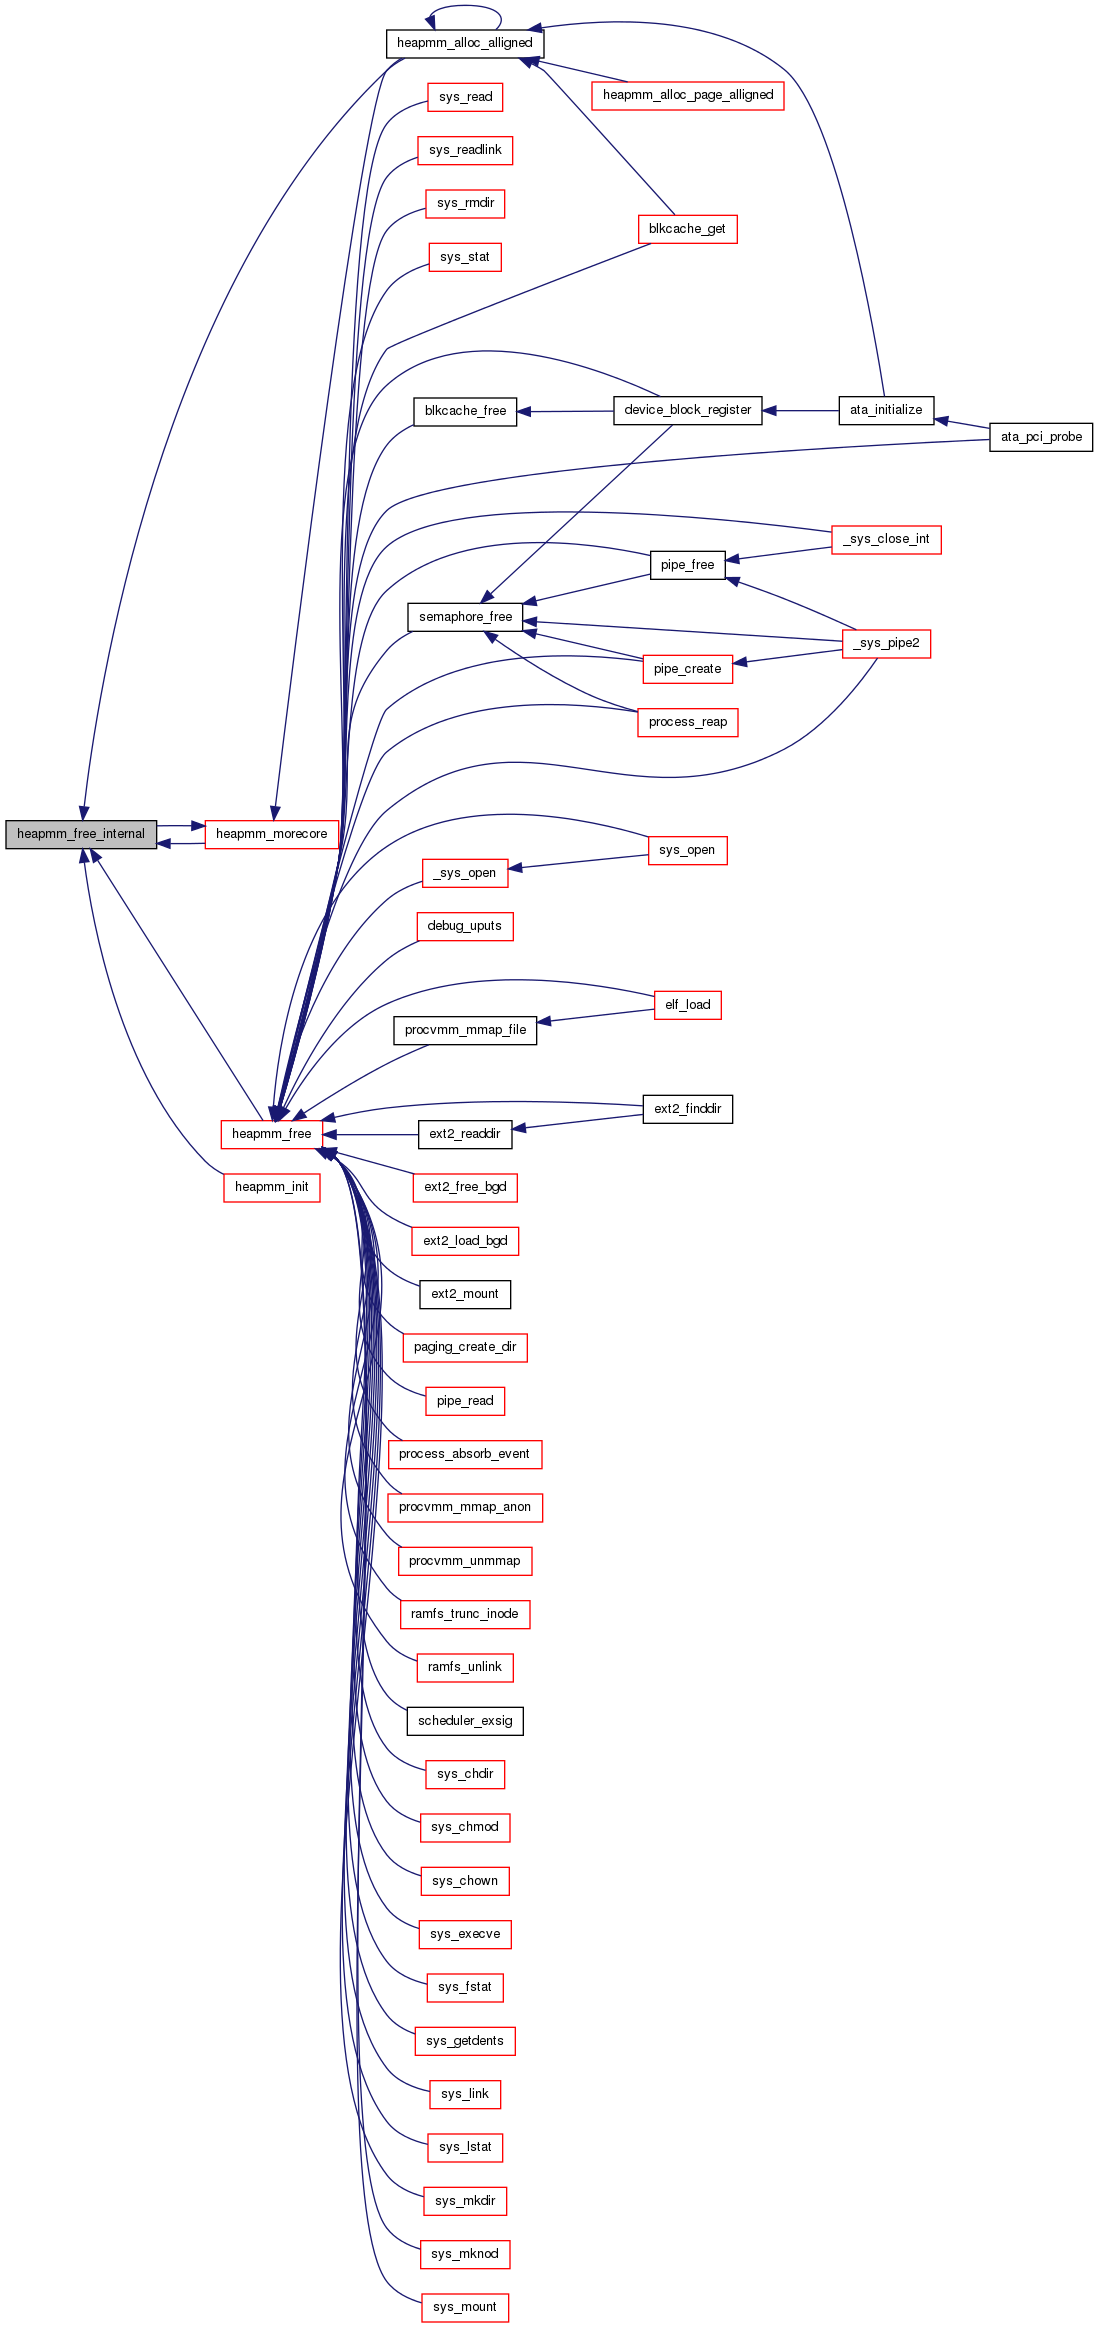 heapmm_alloc_alligned
sys_read
heapmm_alloc_page_alligned
sys_readlink
sys_rmdir
blkcache_get
sys_stat
blkcache_free
device_block_register
ata_initialize
ata_pci_probe
_sys_close_int
pipe_free
semaphore_free
_sys_pipe2
pipe_create
process_reap
heapmm_free_internal
heapmm_morecore
sys_open
_sys_open
debug_uputs
elf_load
procvmm_mmap_file
ext2_finddir
heapmm_free
ext2_readdir
heapmm_init
ext2_free_bgd
ext2_load_bgd
ext2_mount
paging_create_dir
pipe_read
process_absorb_event
procvmm_mmap_anon
procvmm_unmmap
ramfs_trunc_inode
ramfs_unlink
scheduler_exsig
sys_chdir
sys_chmod
sys_chown
sys_execve
sys_fstat
sys_getdents
sys_link
sys_lstat
sys_mkdir
sys_mknod
sys_mount